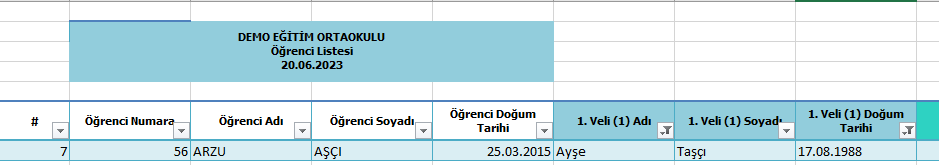 DEMO EĞİTİM ORTAOKULU
Öğrenci Listesi
20.06.2023
# Öğrenci Numara Öğrenci Adı Öğrenci Soyadı Öğrenci Doğum Tarihi 1. Veli (1) Adı 1. Veli (1) Soyadı 1. Veli (1) Doğum Tarihi
7 56 ARZU AŞÇI 25.03.2015 Ayşe Taşçı 17.08.1988